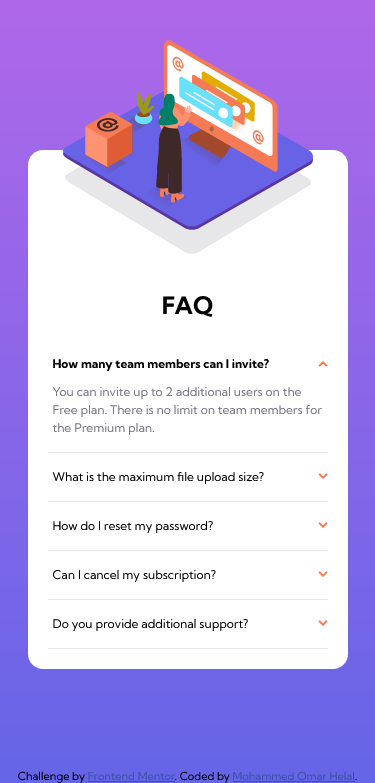 @
@
@
FAQ
How many team members can I invite?
You can invite up to 2 additional users on the
Free plan. There is no limit on team members for
the Premium plan.
What is the maximum file upload size?
How do I reset my password?
Can I cancel my subscription?
Do you provide additional support?
Challenge by Frontend Mentor. Coded by Mohammed Omar Helal.